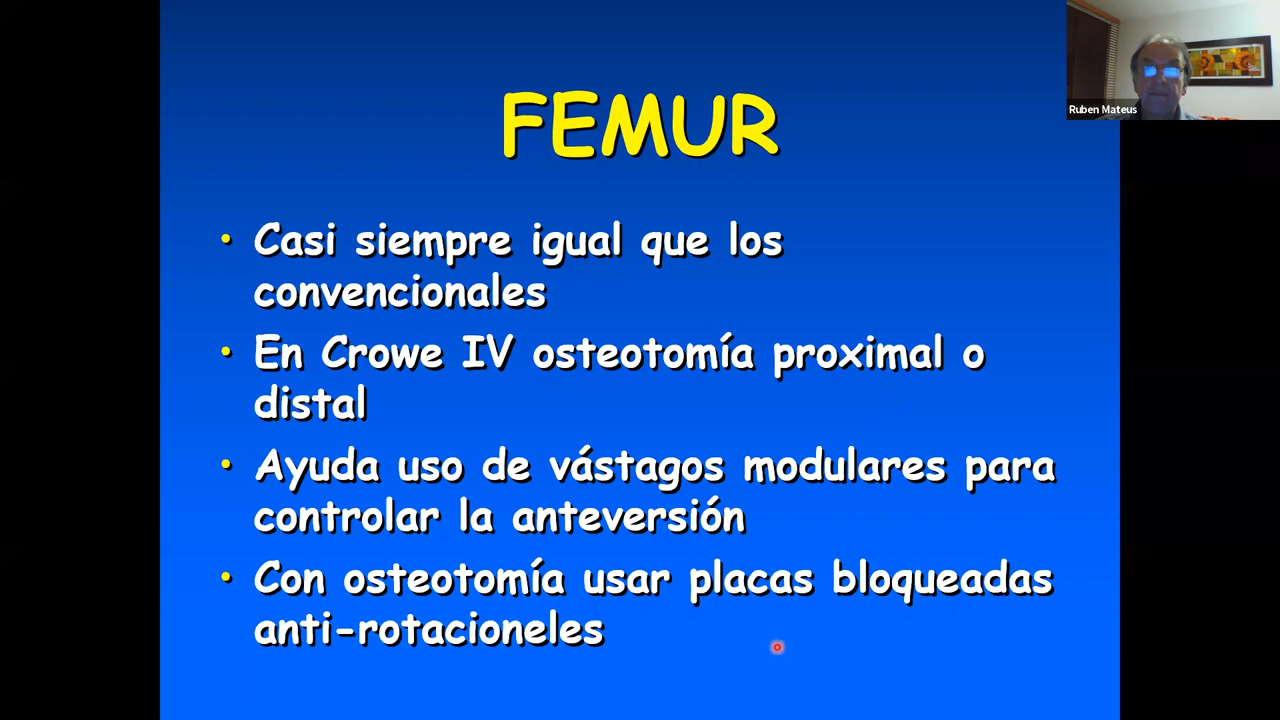 FEMUR
Ruben Mateus
• Casi siempre igual que los
convencionales
• En Crowe IV osteotomía proximal o
distal
• Ayuda uso de vástagos modulares para
controlar la anteversión
• Con osteotomía usar placas bloqueadas
anti-rotacioneles